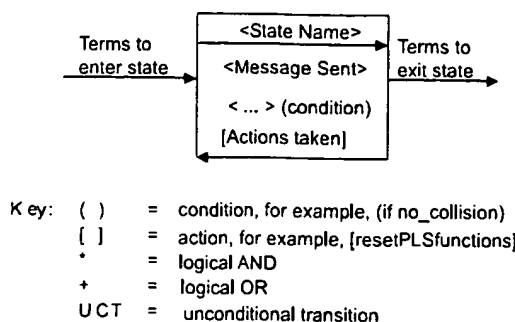 <State Name>
Terms to
enter state
Terms to
exit state
<Message Sent>
< ... > (condition)
[Actions taken]
Key: ( ) = condition, for example, (if no_collision)
[ ] = action, for example, [resetPLSfunctions]
* = logical AND
+ = logical OR
UCT = unconditional transition